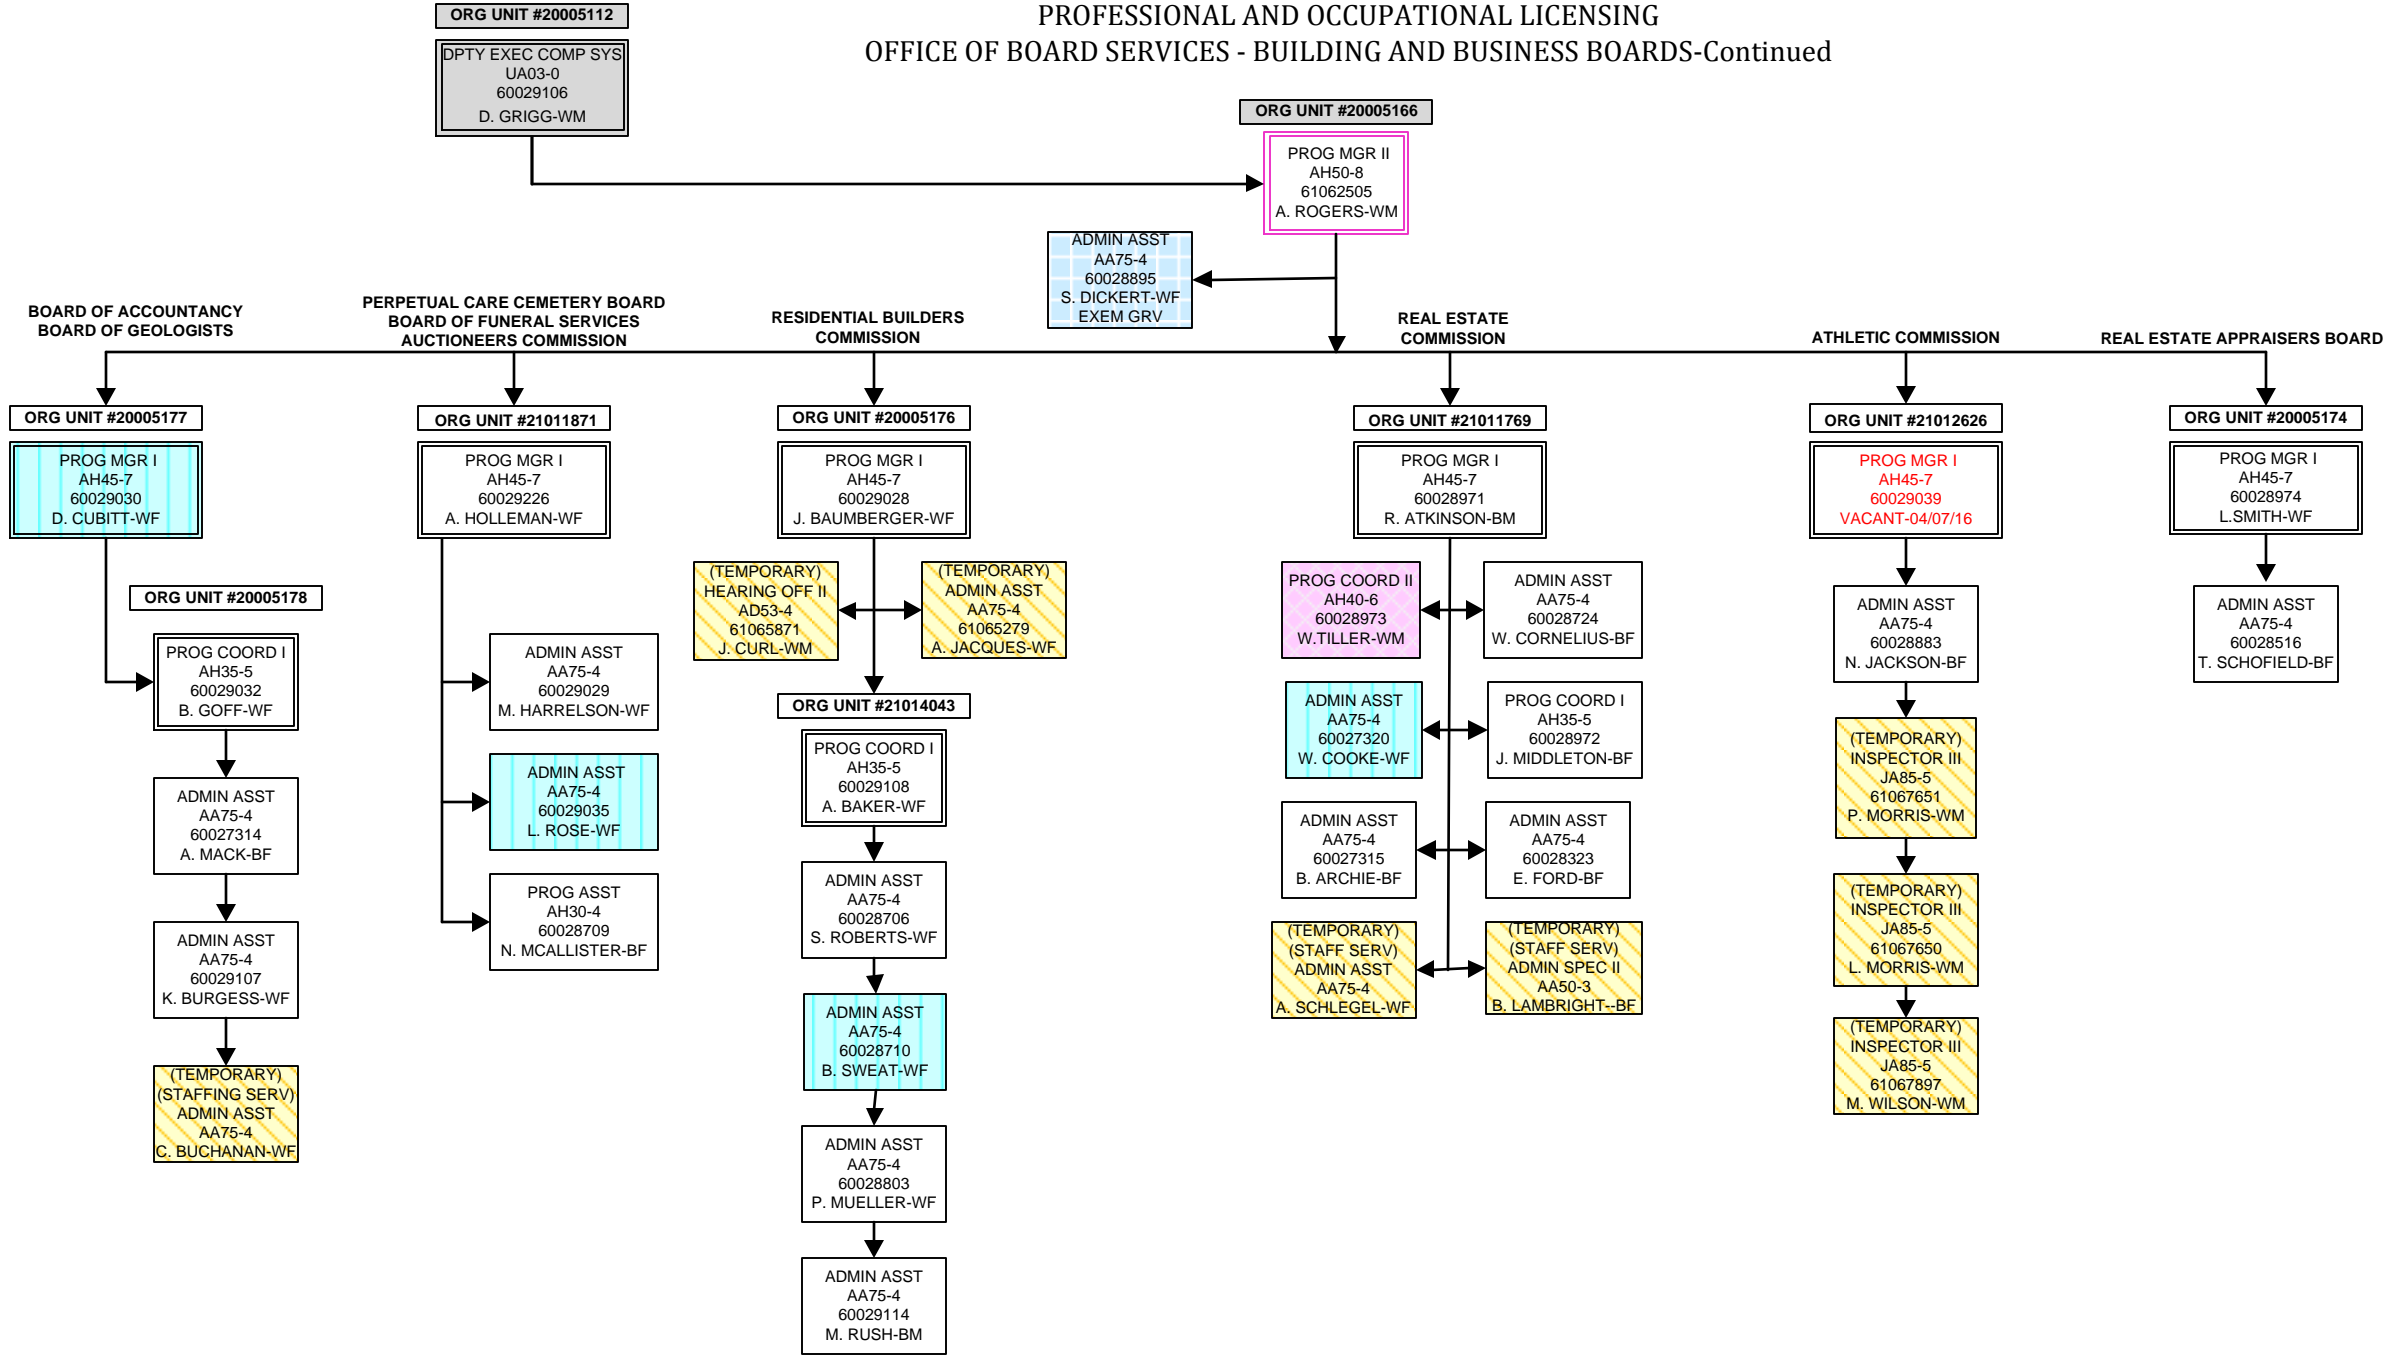 PROFESSIONAL AND OCCUPATIONAL LICENSING
OFFICE OF BOARD SERVICES - BUILDING AND BUSINESS BOARDS-Continued
ORG UNIT #20005112
DPTY EXEC COMP SYS
UA03-0
60029106
D. GRIGG-WM
ORG UNIT #20005166
PROG MGR II
AH50-8
61062505
A. ROGERS-WM
ADMIN ASST
AA75-4
60028895
S. DICKERT-WF
EXEM GRV
BOARD OF ACCOUNTANCY
BOARD OF GEOLOGISTS
ORG UNIT #20005177
PROG MGR I
AH45-7
60029030
D. CUBITT-WF
ORG UNIT #20005178
PROG COORD I
AH35-5
60029032
B. GOFF-WF
ADMIN ASST
AA75-4
60027314
A. MACK-BF
ADMIN ASST
AA75-4
60029107
K. BURGESS-WF
(TEMPORARY)
(STAFFING SERV)
ADMIN ASST
AA75-4
C. BUCHANAN-WF
PERPETUAL CARE CEMETERY BOARD
BOARD OF FUNERAL SERVICES
AUCTIONEERS COMMISSION
ORG UNIT #21011871
PROG MGR I
AH45-7
60029226
A. HOLLEMAN-WF
ADMIN ASST
AA75-4
60029029
M. HARRELSON-WF
ADMIN ASST
AA75-4
60029035
L. ROSE-WF
PROG ASST
AH30-4
60028709
N. MCALLISTER-BF
RESIDENTIAL BUILDERS
COMMISSION
ORG UNIT #20005176
PROG MGR I
AH45-7
60029028
J. BAUMBERGER-WF
(TEMPORARY)
HEARING OFF II
AD53-4
61065871
J. CURL-WM
(TEMPORARY)
ADMIN ASST
AA75-4
61065279
A. JACQUES-WF
ORG UNIT #21014043
PROG COORD I
AH35-5
60029108
A. BAKER-WF
ADMIN ASST
AA75-4
60028706
S. ROBERTS-WF
ADMIN ASST
AA75-4
60028710
B. SWEAT-WF
ADMIN ASST
AA75-4
60028803
P. MUELLER-WF
ADMIN ASST
AA75-4
60029114
M. RUSH-BM
REAL ESTATE
COMMISSION
ORG UNIT #21011769
PROG MGR I
AH45-7
60028971
R. ATKINSON-BM
PROG COORD II
AH40-6
60028973
W.TILLER-WM
ADMIN ASST
AA75-4
60028724
W. CORNELIUS-BF
ADMIN ASST
AA75-4
60027320
W. COOKE-WF
PROG COORD I
AH35-5
60028972
J. MIDDLETON-BF
ADMIN ASST
AA75-4
60027315
B. ARCHIE-BF
ADMIN ASST
AA75-4
60028323
E. FORD-BF
(TEMPORARY)
(STAFF SERV)
ADMIN ASST
AA75-4
A. SCHLEGEL-WF
(TEMPORARY)
(STAFF SERV)
ADMIN SPEC II
AA50-3
B. LAMBRIGHT--BF
ATHLETIC COMMISSION
ORG UNIT #21012626
PROG MGR I
AH45-7
60029039
VACANT-04/07/16
ADMIN ASST
AA75-4
60028883
N. JACKSON-BF
(TEMPORARY)
INSPECTOR III
JA85-5
61067651
P. MORRIS-WM
(TEMPORARY)
INSPECTOR III
JA85-5
61067650
L. MORRIS-WM
(TEMPORARY)
INSPECTOR III
JA85-5
61067897
M. WILSON-WM
REAL ESTATE APPRAISERS BOARD
ORG UNIT #20005174
PROG MGR I
AH45-7
60028974
L.SMITH-WF
ADMIN ASST
AA75-4
60028516
T. SCHOFIELD-BF